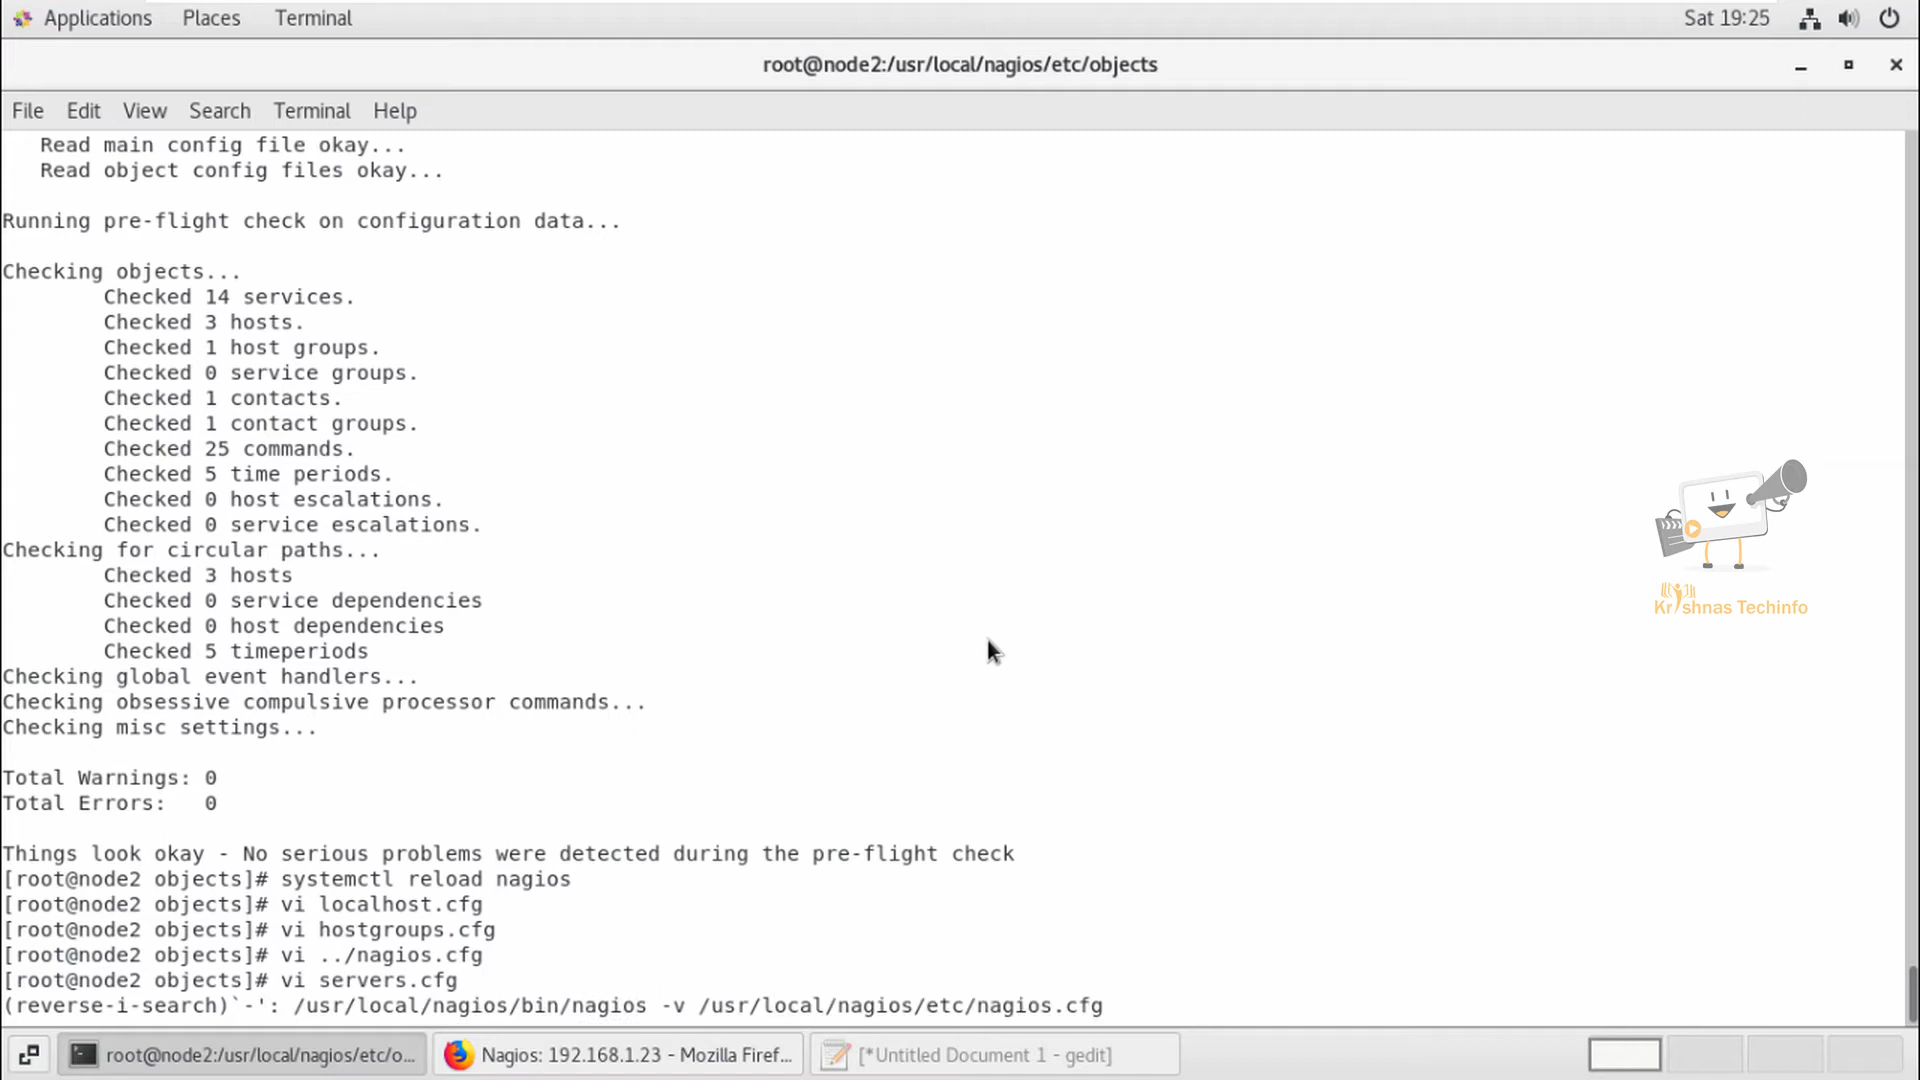 Applications Places Terminal Sat 19:25
root@node2:/usr/local/nagios/etc/objects
File Edit View Search Terminal Help
Read main config file okay...
Read object config files okay...
Running pre-flight check on configuration data...
Checking objects...
Checked 14 services.
Checked 3 hosts.
Checked 1 host groups.
Checked 0 service groups.
Checked 1 contacts.
Checked 1 contact groups.
Checked 25 commands.
Checked 5 time periods.
Checked 0 host escalations.
Checked 0 service escalations.
Checking for circular paths...
Checked 3 hosts
Checked 0 service dependencies
Checked 0 host dependencies
Checked 5 timeperiods
Checking global event handlers...
Checking obsessive compulsive processor commands...
Checking misc settings...
Total Warnings: 0
Total Errors:   0
Things look okay - No serious problems were detected during the pre-flight check
[root@node2 objects]# systemctl reload nagios
[root@node2 objects]# vi localhost.cfg
[root@node2 objects]# vi hostgroups.cfg
[root@node2 objects]# vi ../nagios.cfg
[root@node2 objects]# vi servers.cfg
(reverse-i-search)`-': /usr/local/nagios/bin/nagios -v /usr/local/nagios/etc/nagios.cfg
Krishnas Techinfo
root@node2:/usr/local/nagios/etc/o... Nagios: 192.168.1.23 - Mozilla Firef... [*Untitled Document 1 - gedit]